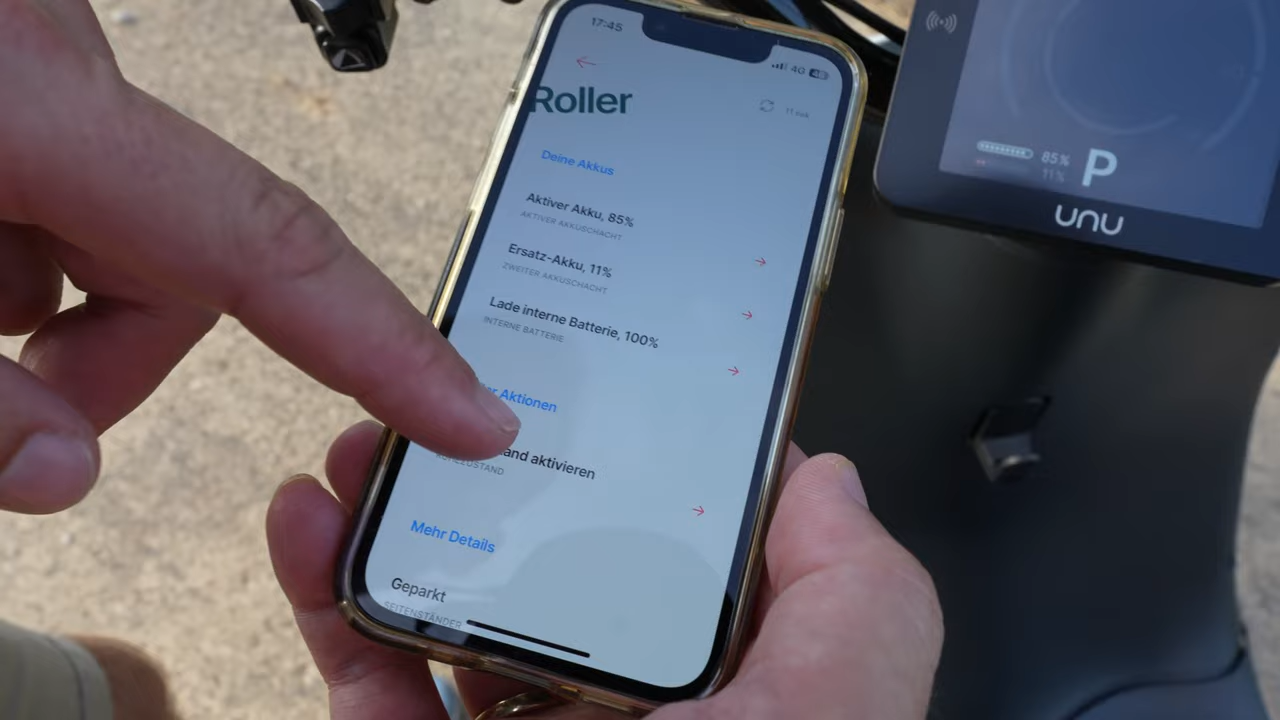 17:45
4G 48
Roller
Deine Akkus
Aktiver Akku, 85%
AKTIVER AKKUSCHACHT
Ersatz-Akku, 11%
ZWEITER AKKUSCHACHT
Lade interne Batterie, 100%
INTERNE BATTERIE
Aktionen
aktivieren
Mehr Details
Geparkt
SEITENSTÄNDER
85%
11%
P
unu